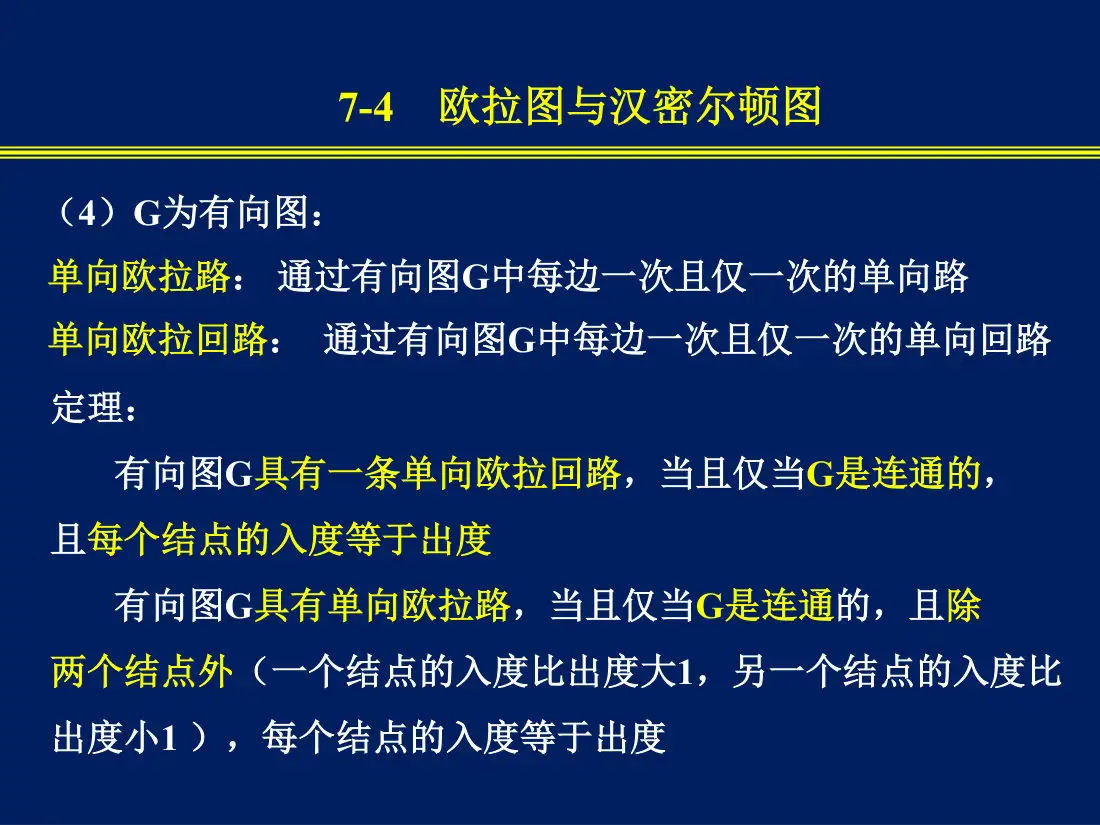 7-4 欧拉图与汉密尔顿图
（4）G为有向图：
单向欧拉路： 通过有向图G中每边一次且仅一次的单向路
单向欧拉回路： 通过有向图G中每边一次且仅一次的单向回路
定理：
有向图G具有一条单向欧拉回路，当且仅当G是连通的，
且每个结点的入度等于出度
有向图G具有单向欧拉路，当且仅当G是连通的，且除
两个结点外（一个结点的入度比出度大1，另一个结点的入度比
出度小1 ），每个结点的入度等于出度